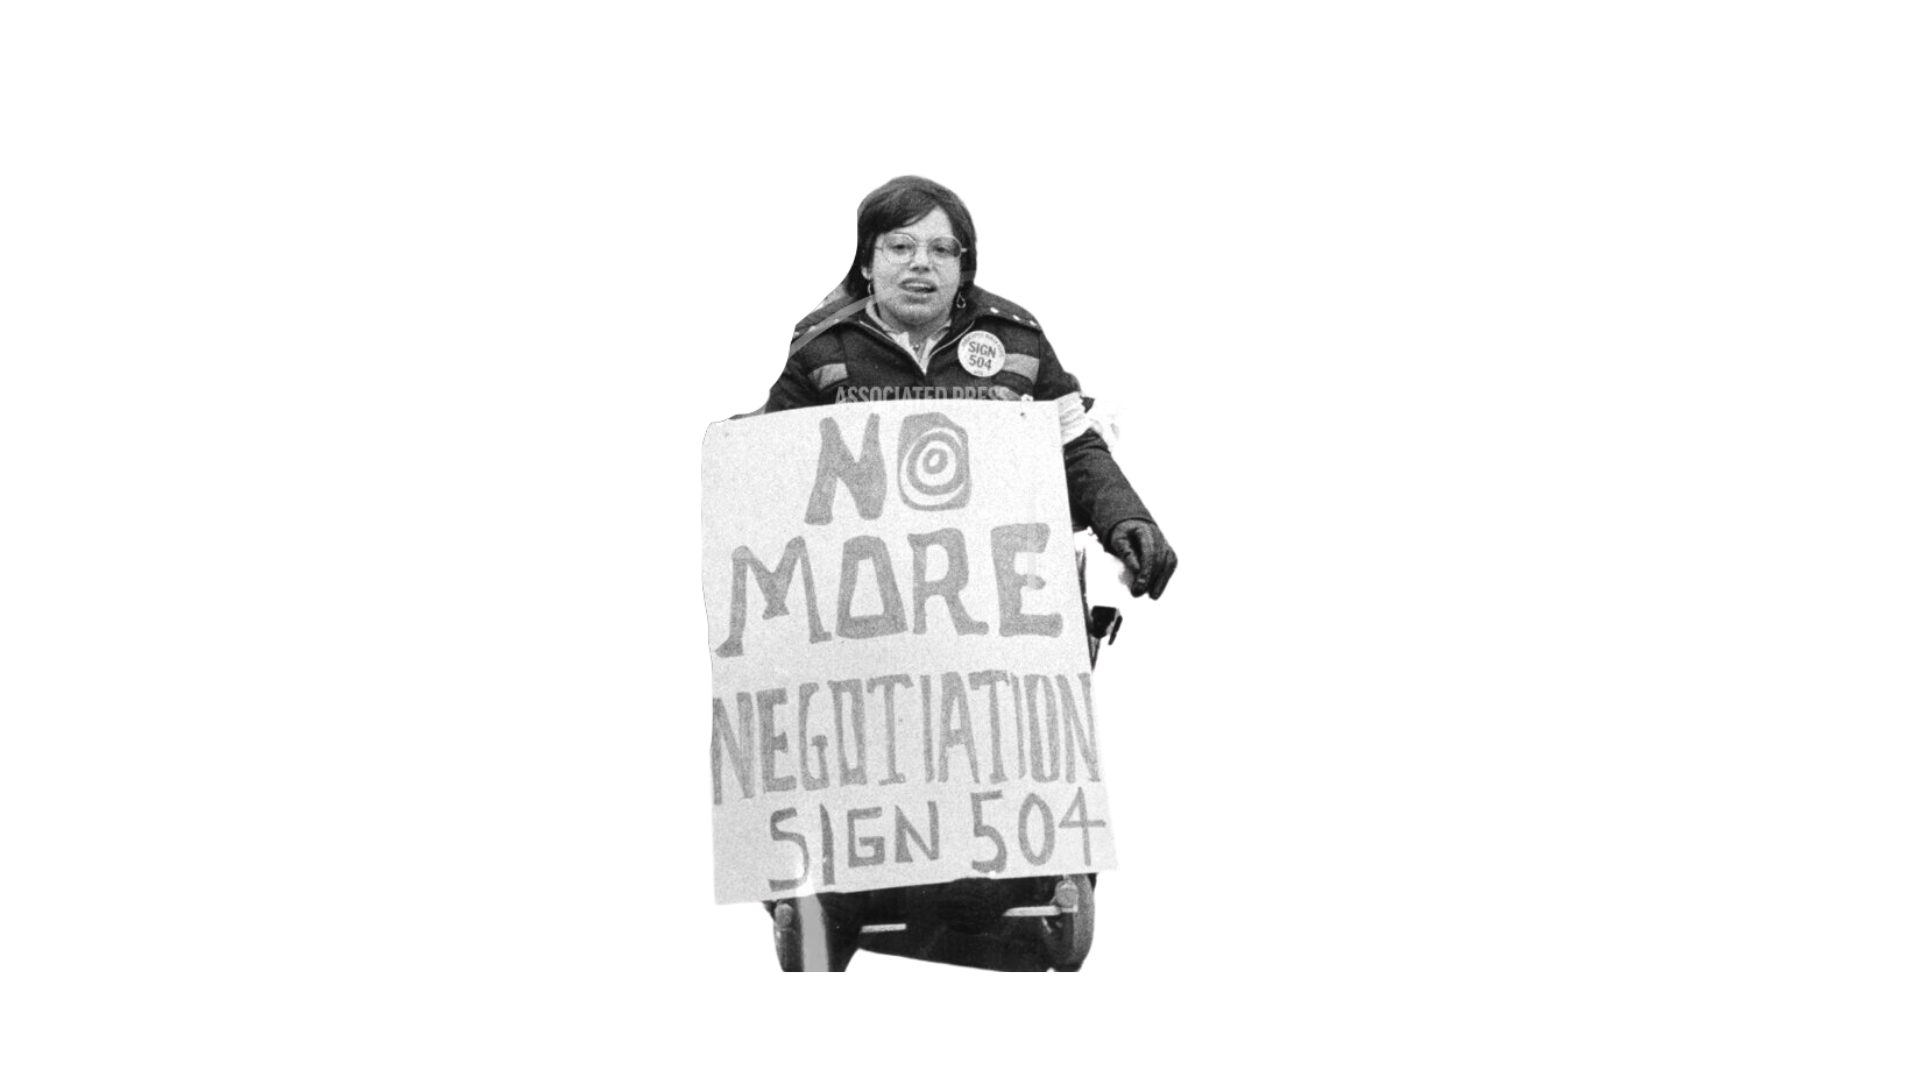 SIGN
504
ASSOCIATED PRESS
NO
MORE
NEGOTIATION
SIGN 504